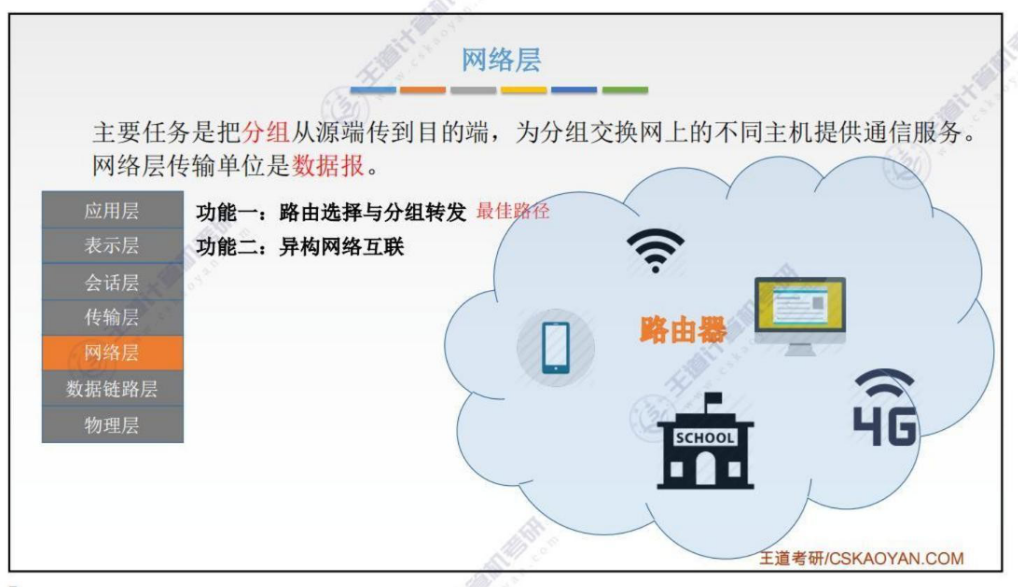 网络层
主要任务是把分组从源端传到目的端，为分组交换网上的不同主机提供通信服务。
网络层传输单位是数据报。
应用层
表示层
会话层
传输层
网络层
数据链路层
物理层
功能一：路由选择与分组转发 最佳路径
功能二：异构网络互联
路由器
4G
SCHOOL
王道考研/CSKAOYAN.COM